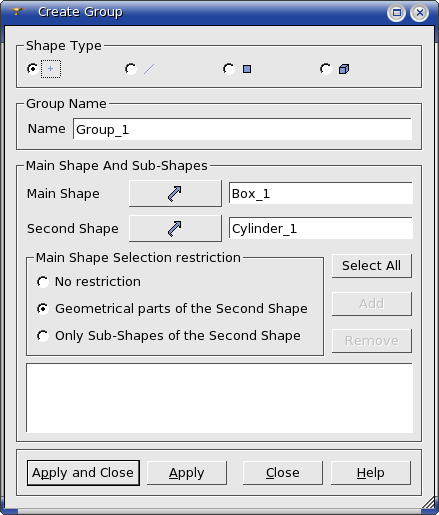 Create Group
Shape Type
Group Name
Name Group_1
Main Shape And Sub-Shapes
Main Shape Box_1
Second Shape Cylinder_1
Main Shape Selection restriction
No restriction
Geometrical parts of the Second Shape
Only Sub-Shapes of the Second Shape
Select All
Add
Remove
Apply and Close Apply Close Help